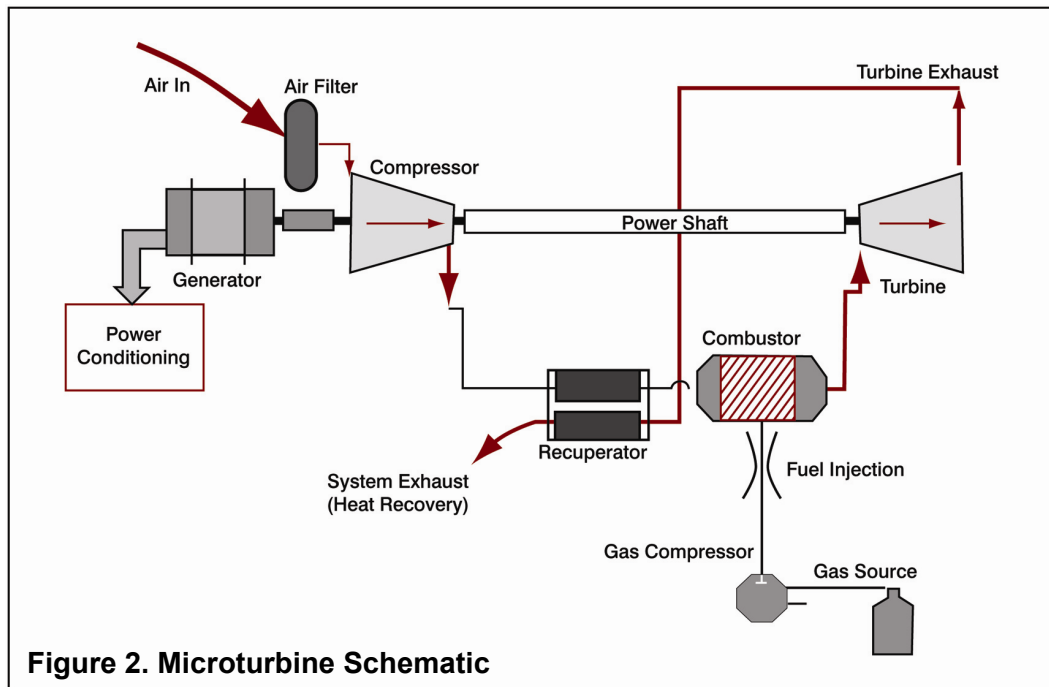 Air In
Air Filter
Turbine Exhaust
Compressor
Power Shaft
Generator
Turbine
Power
Conditioning
Combustor
Recuperator
System Exhaust
(Heat Recovery)
Fuel Injection
Gas Compressor
Gas Source
Figure 2. Microturbine Schematic